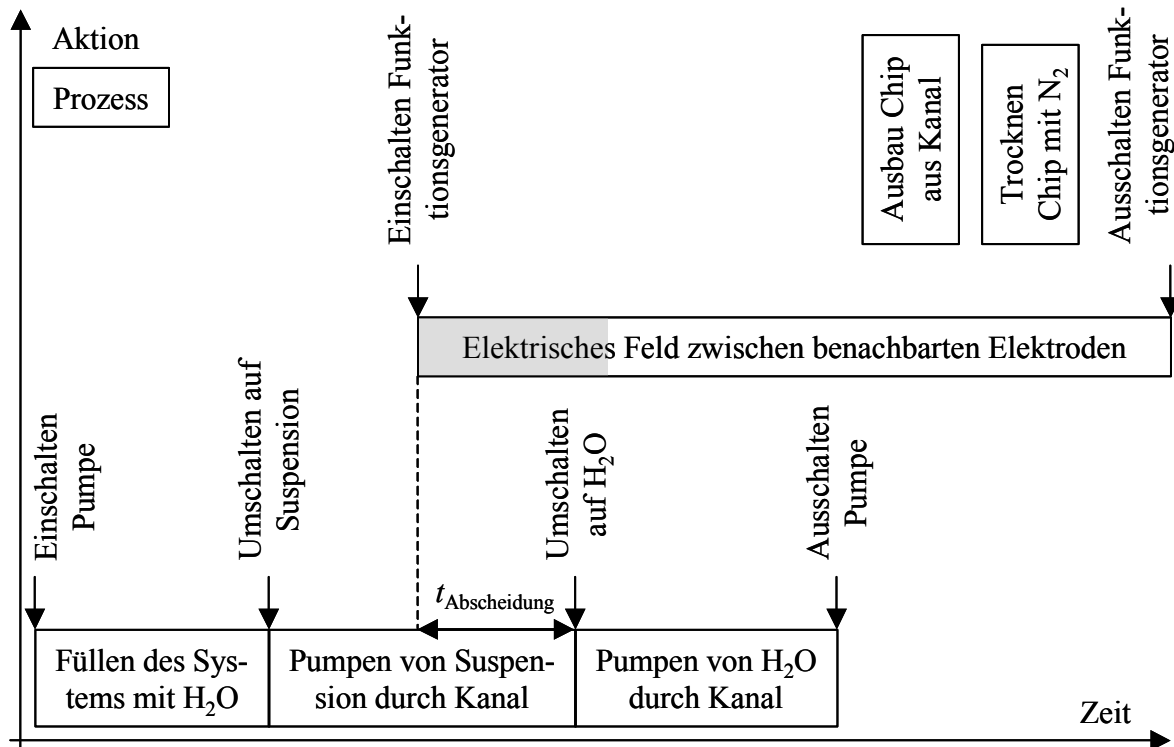 Aktion
Prozess
Einschalten Funk-
tionsgenerator
Ausbau Chip
aus Kanal
Trocknen
Chip mit N₂
Ausschalten Funk-
tionsgenerator
Elektrisches Feld zwischen benachbarten Elektroden
Einschalten
Pumpe
Umschalten auf
Suspension
Umschalten
auf H₂O
Ausschalten
Pumpe
tAbscheidung
Füllen des Sys-
tems mit H₂O
Pumpen von Suspen-
sion durch Kanal
Pumpen von H₂O
durch Kanal
Zeit